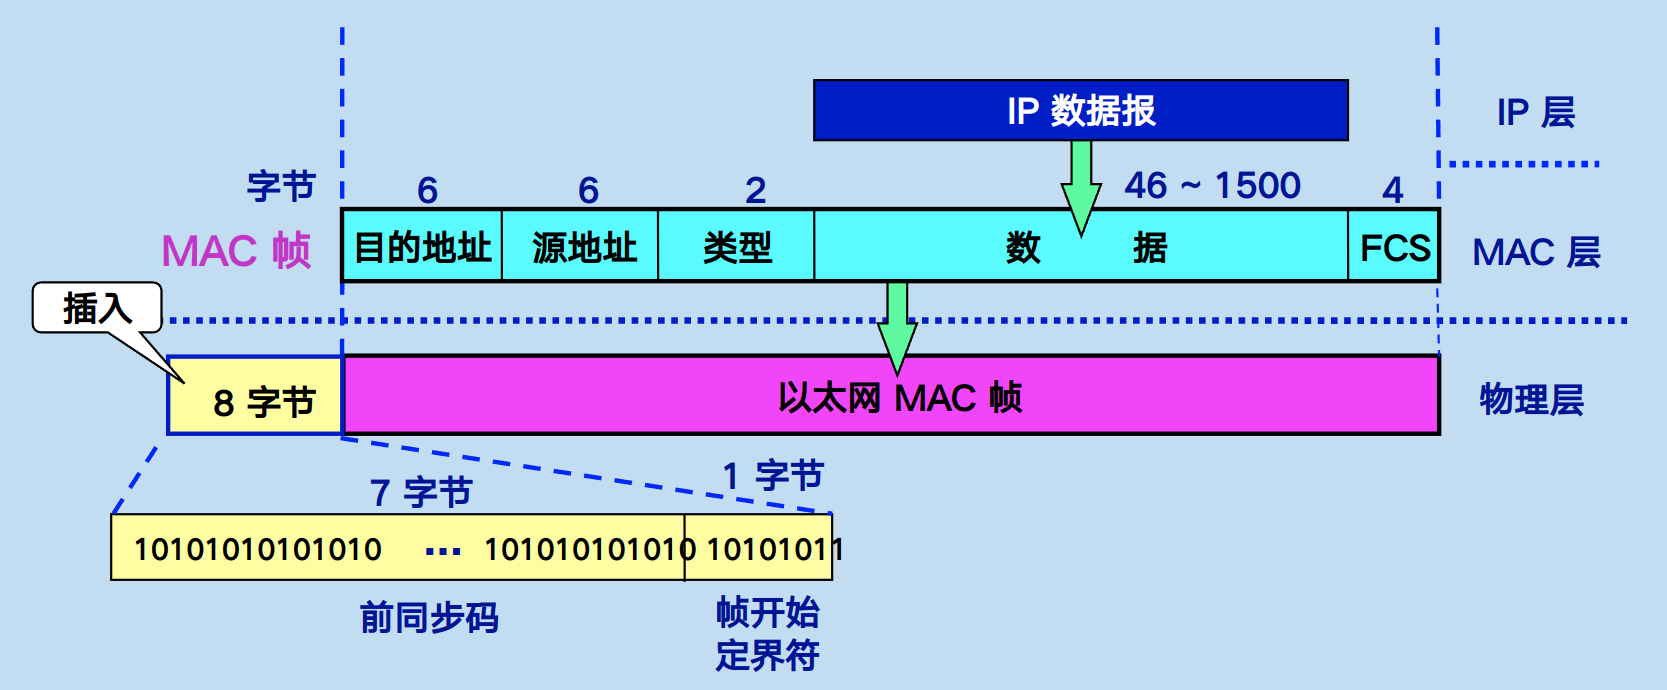 IP 数据报
IP 层
字节 6 6 2 46 ~ 1500 4
MAC 帧 目的地址 源地址 类型 数 据 FCS MAC 层
插入
8 字节 以太网 MAC 帧 物理层
7 字节 1 字节
10101010101010 ··· 101010101010 10101011
前同步码 帧开始
定界符